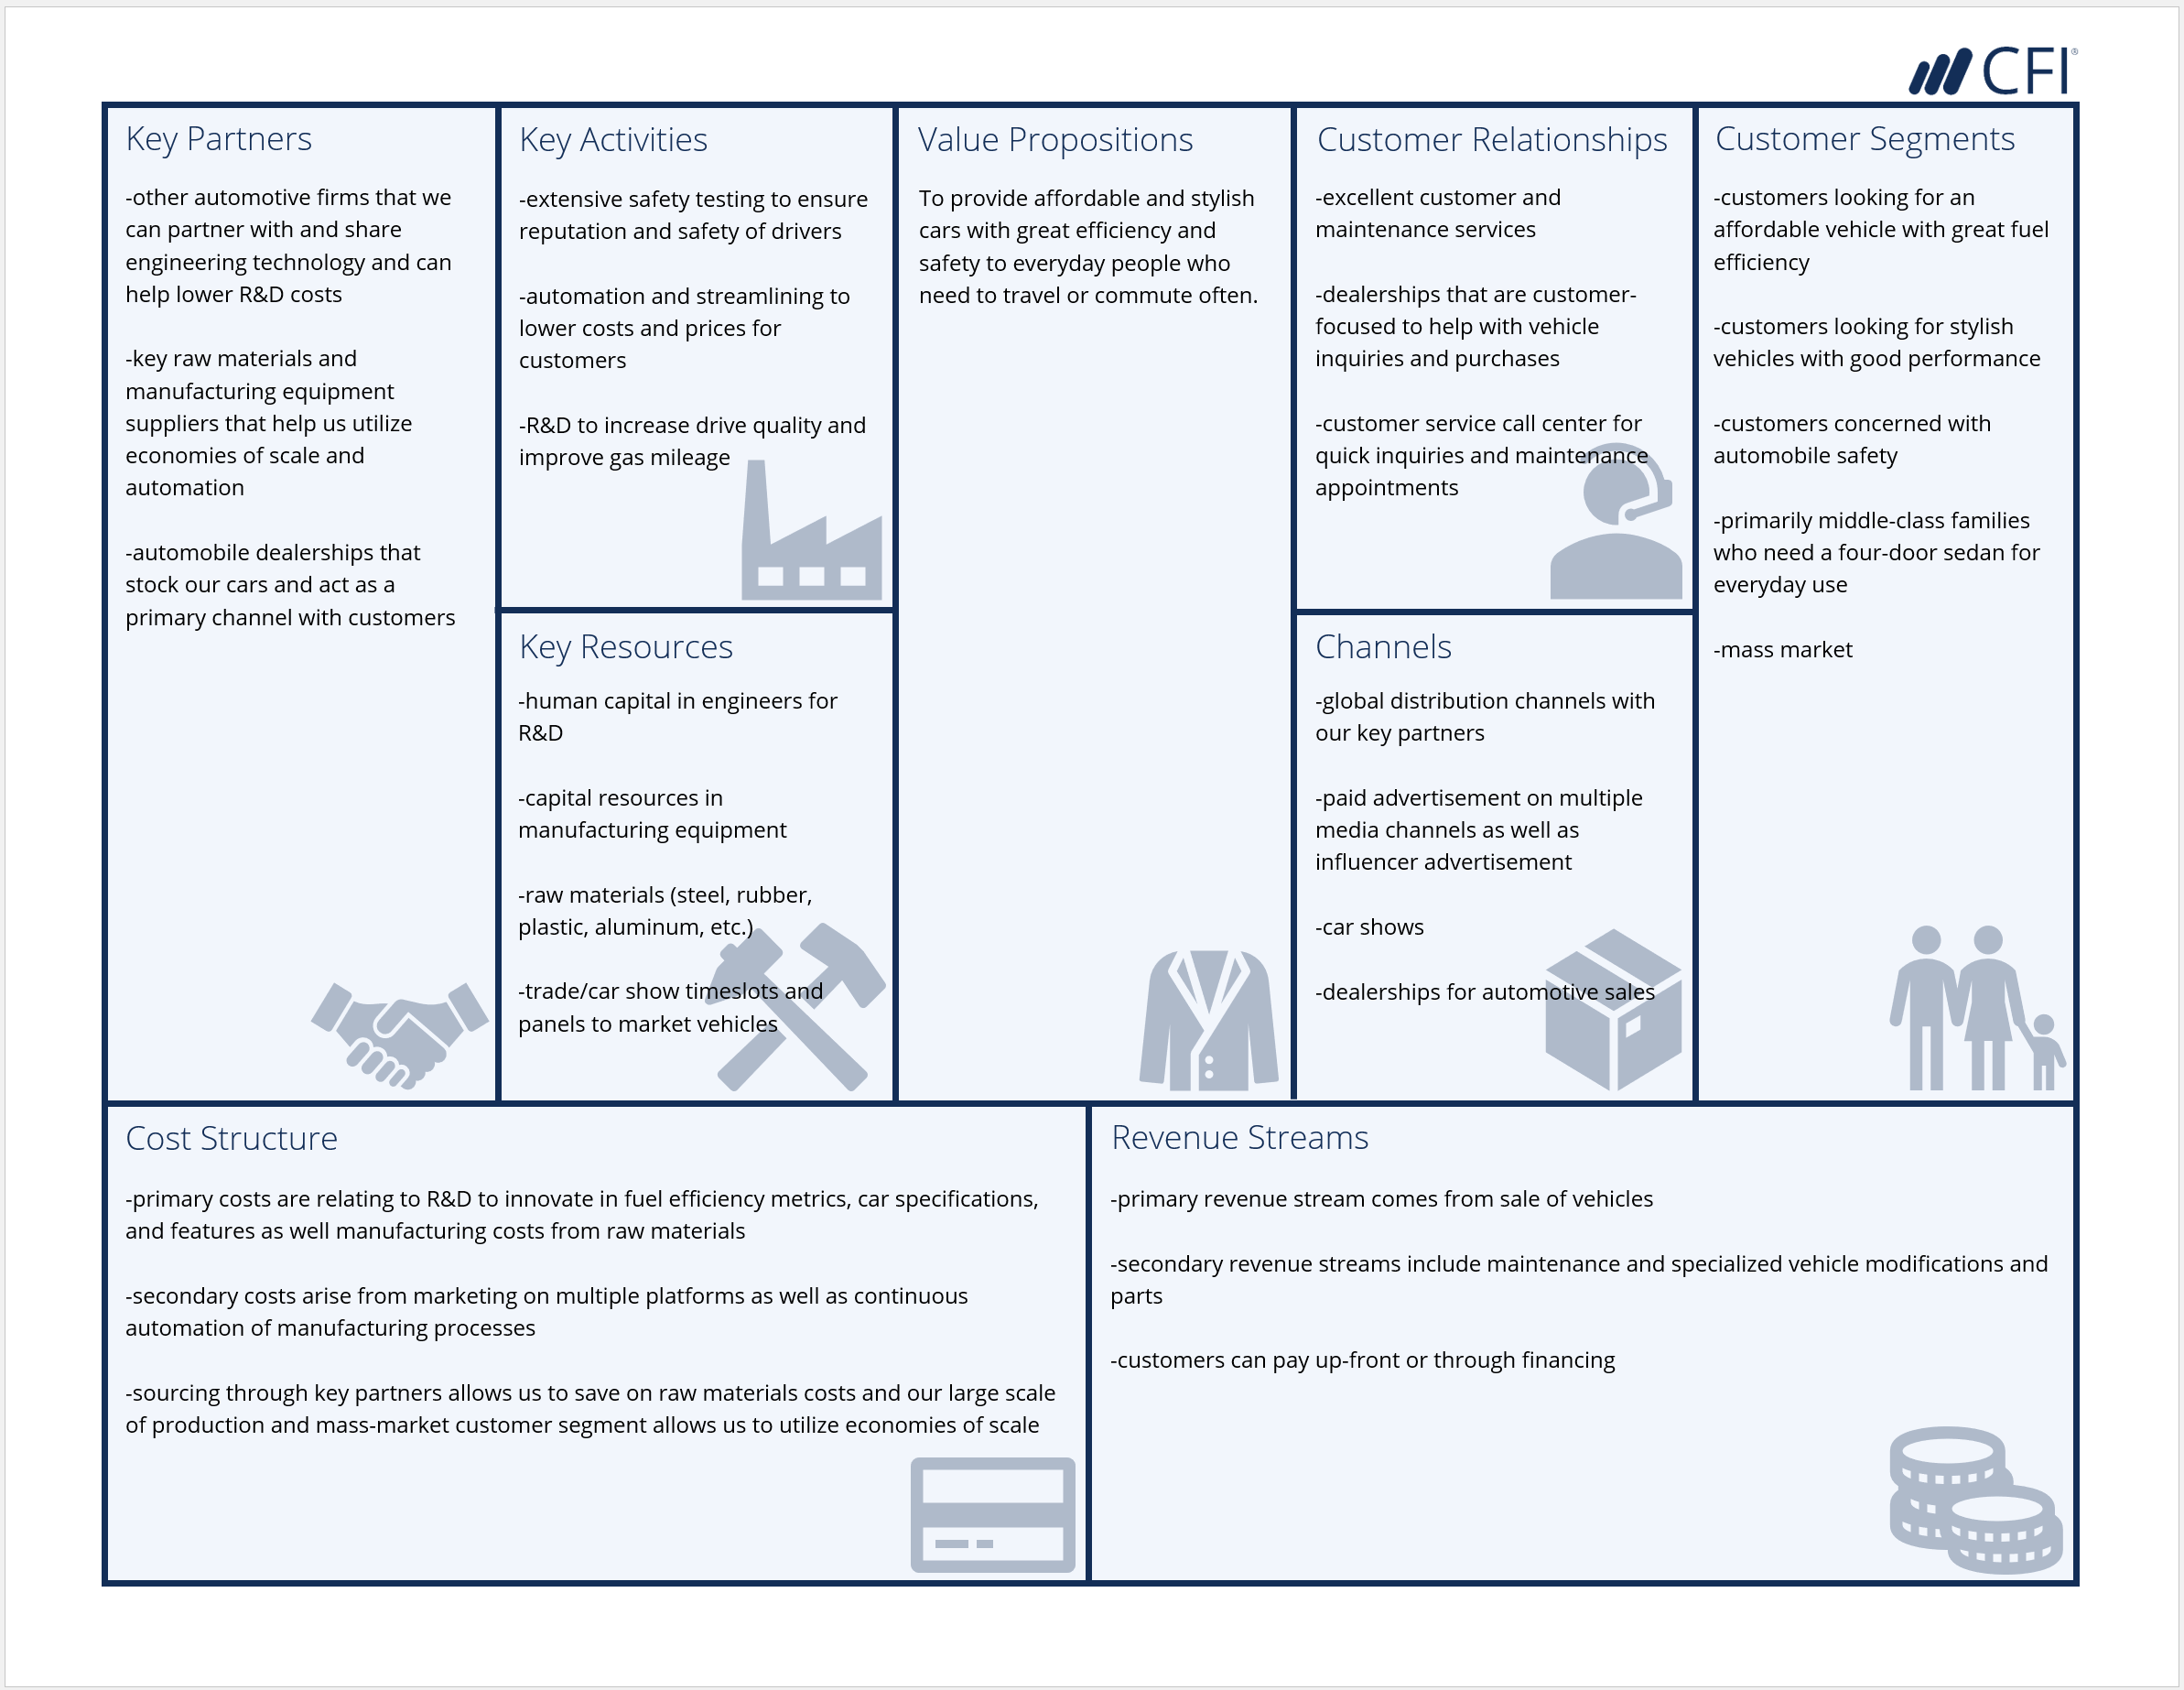 CFI®
Key Partners
-other automotive firms that we
can partner with and share
engineering technology and can
help lower R&D costs
-key raw materials and
manufacturing equipment
suppliers that help us utilize
economies of scale and
automation
-automobile dealerships that
stock our cars and act as a
primary channel with customers
Key Activities
-extensive safety testing to ensure
reputation and safety of drivers
-automation and streamlining to
lower costs and prices for
customers
-R&D to increase drive quality and
improve gas mileage
Key Resources
-human capital in engineers for
R&D
-capital resources in
manufacturing equipment
-raw materials (steel, rubber,
plastic, aluminum, etc.)
-trade/car show timeslots and
panels to market vehicles
Value Propositions
To provide affordable and stylish
cars with great efficiency and
safety to everyday people who
need to travel or commute often.
Customer Relationships
-excellent customer and
maintenance services
-dealerships that are customer-
focused to help with vehicle
inquiries and purchases
-customer service call center for
quick inquiries and maintenance
appointments
Channels
-global distribution channels with
our key partners
-paid advertisement on multiple
media channels as well as
influencer advertisement
-car shows
-dealerships for automotive sales
Customer Segments
-customers looking for an
affordable vehicle with great fuel
efficiency
-customers looking for stylish
vehicles with good performance
-customers concerned with
automobile safety
-primarily middle-class families
who need a four-door sedan for
everyday use
-mass market
Cost Structure
-primary costs are relating to R&D to innovate in fuel efficiency metrics, car specifications,
and features as well manufacturing costs from raw materials
-secondary costs arise from marketing on multiple platforms as well as continuous
automation of manufacturing processes
-sourcing through key partners allows us to save on raw materials costs and our large scale
of production and mass-market customer segment allows us to utilize economies of scale
Revenue Streams
-primary revenue stream comes from sale of vehicles
-secondary revenue streams include maintenance and specialized vehicle modifications and
parts
-customers can pay up-front or through financing